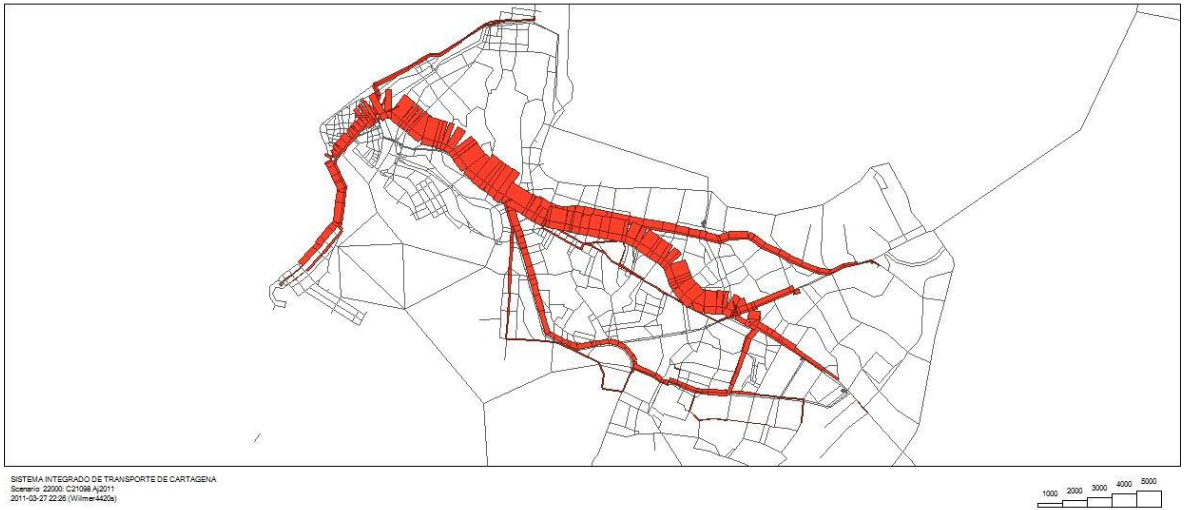 SISTEMA INTEGRADO DE TRANSPORTE DE CARTAGENA
Scenario 22000: C21098 Aj2011
2011-03-27 22:26 (Wilmer4420s)
1000 2000 3000 4000 5000